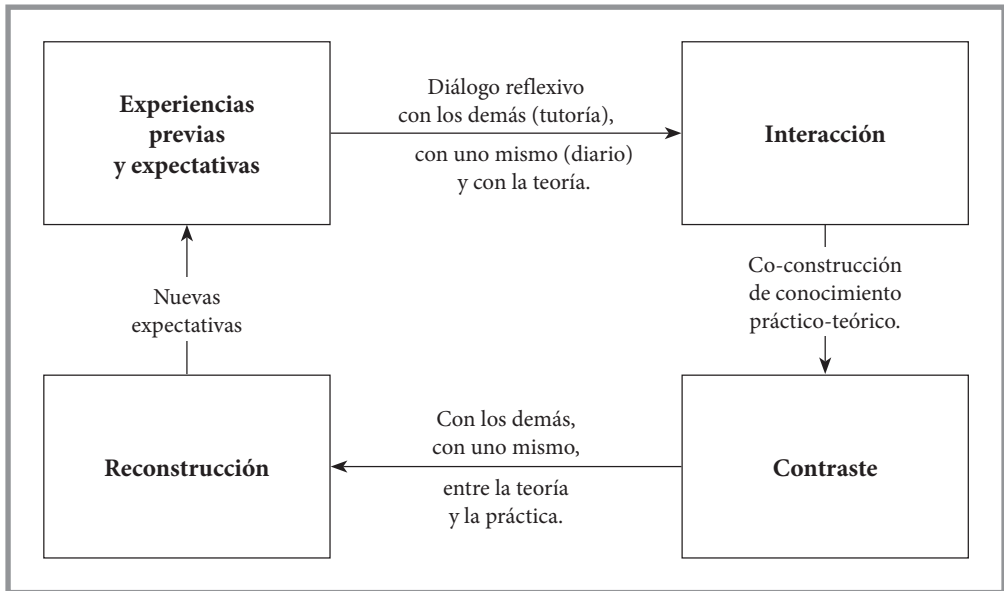 Experiencias
previas
y expectativas
Diálogo reflexivo
con los demás (tutoría),
con uno mismo (diario)
y con la teoría.
Interacción
Co-construcción
de conocimiento
práctico-teórico.
Contraste
Con los demás,
con uno mismo,
entre la teoría
y la práctica.
Reconstrucción
Nuevas
expectativas